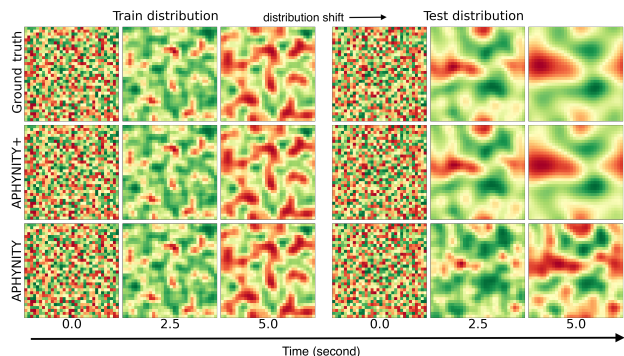 Train distribution
distribution shift
Test distribution
Ground truth
APHYNITY+
APHYNITY
0.0 2.5 5.0 0.0 2.5 5.0
Time (second)